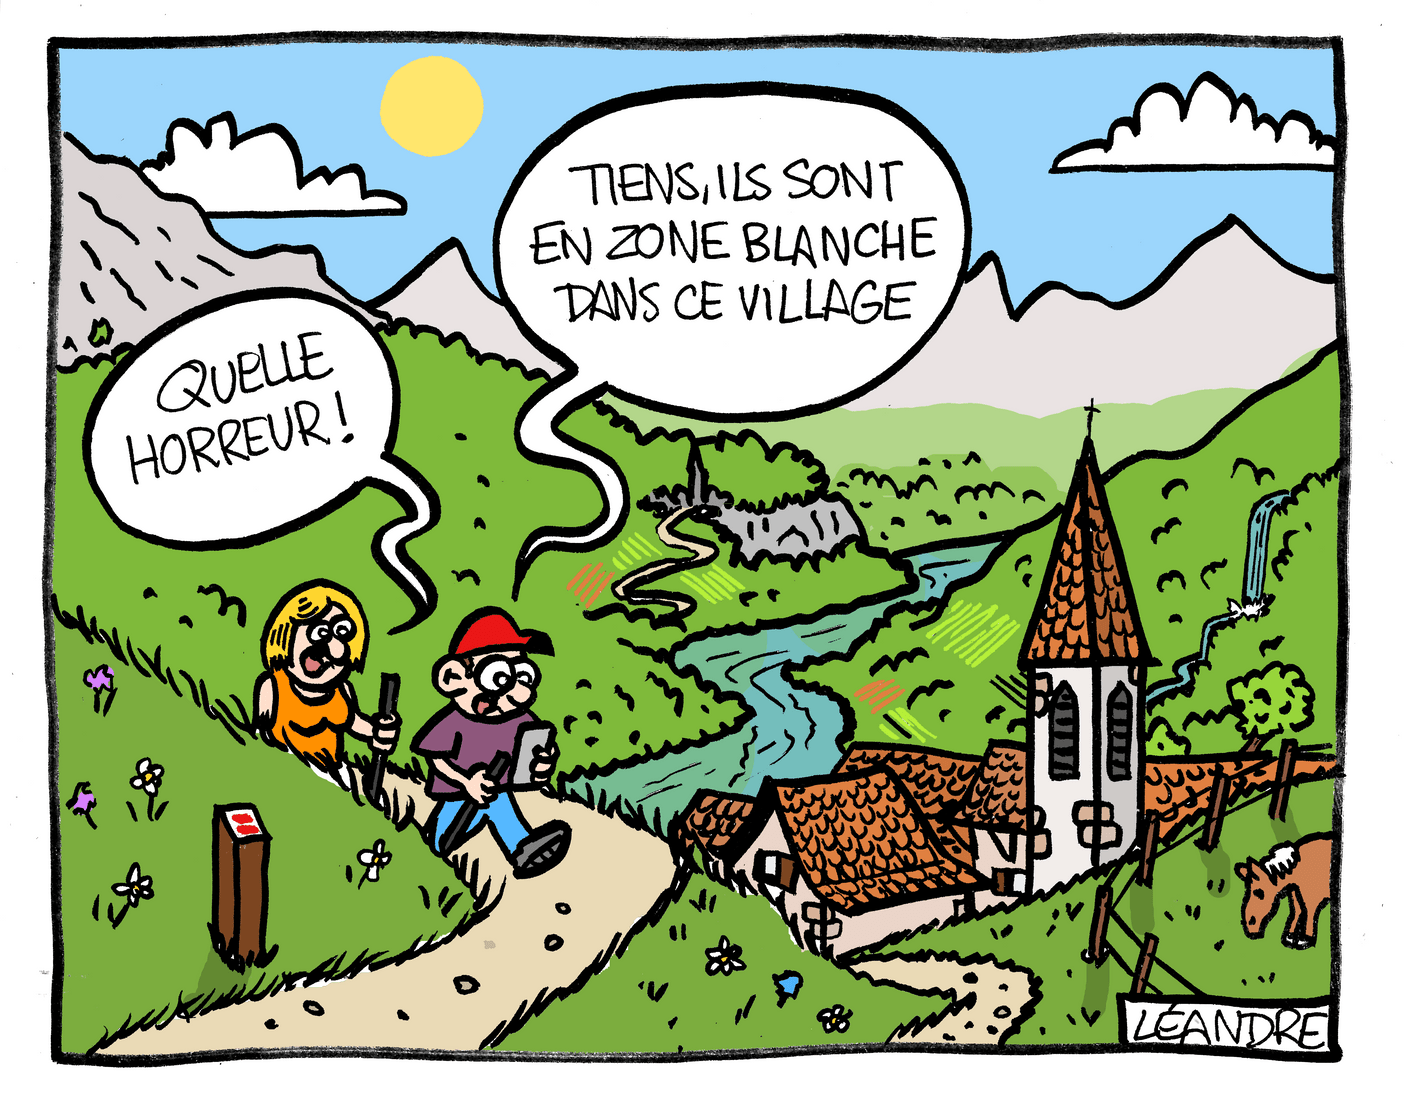 QUELLE
HORREUR !
TIENS, ILS SONT
EN ZONE BLANCHE
DANS CE VILLAGE
LÉANDRE